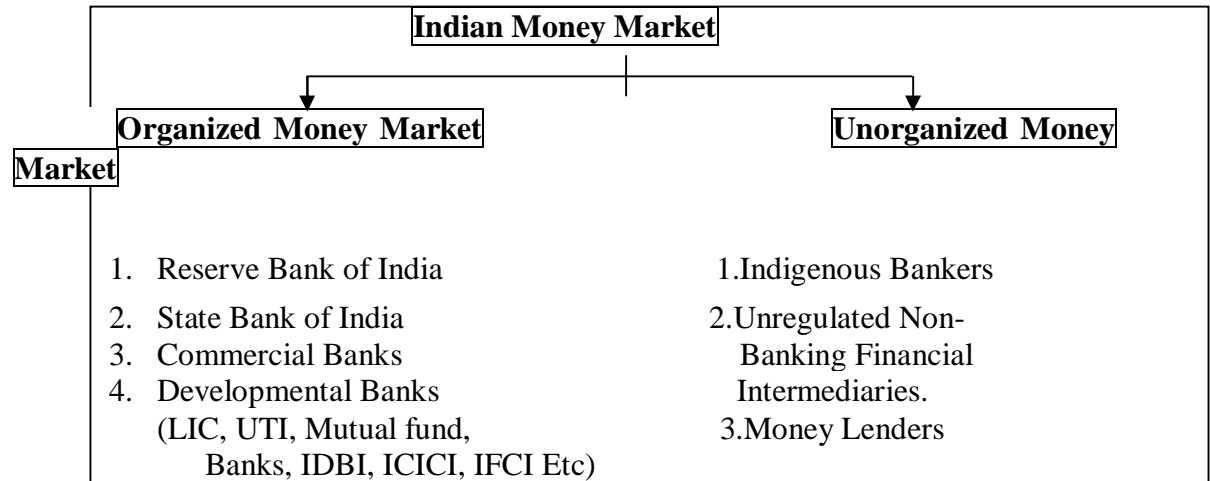 Indian Money Market
Organized Money Market
Unorganized Money
Market
1. Reserve Bank of India
2. State Bank of India
3. Commercial Banks
4. Developmental Banks
(LIC, UTI, Mutual fund,
Banks, IDBI, ICICI, IFCI Etc)
1.Indigenous Bankers
2.Unregulated Non-
Banking Financial
Intermediaries.
3.Money Lenders